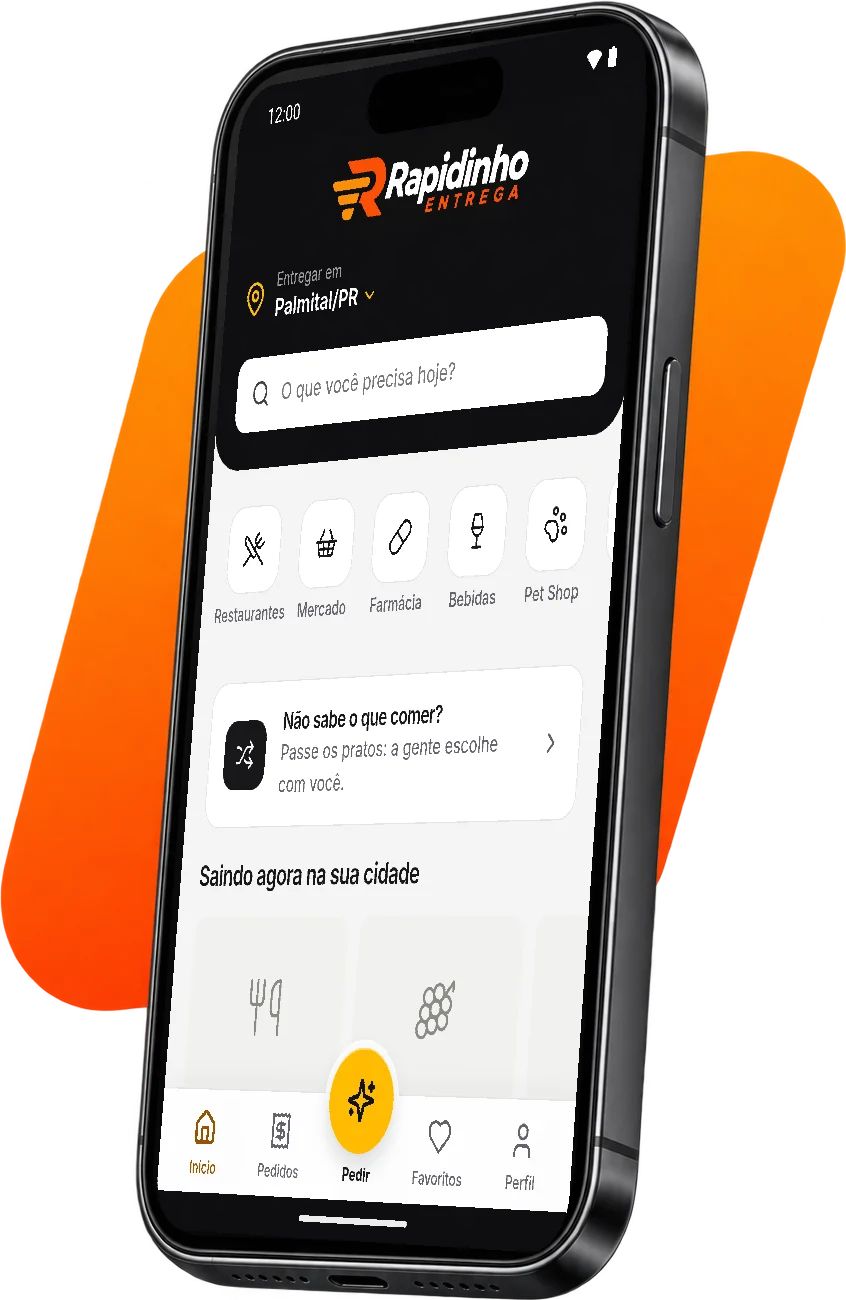 12:00
Rapidinho
ENTREGA
Entregar em
Palmital/PR
O que você precisa hoje?
Restaurantes
Mercado
Farmácia
Bebidas
Pet Shop
Não sabe o que comer?
Passe os pratos: a gente escolhe
com você.
Saindo agora na sua cidade
Início
Pedidos
Pedir
Favoritos
Perfil